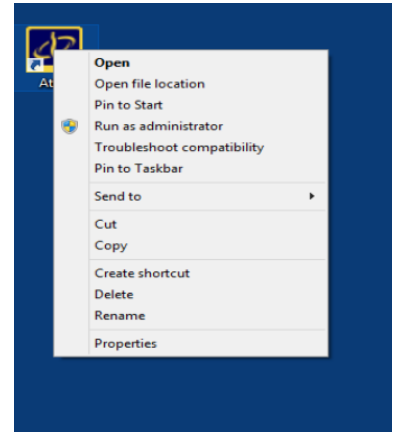 At
Open
Open file location
Pin to Start
Run as administrator
Troubleshoot compatibility
Pin to Taskbar
Send to
Cut
Copy
Create shortcut
Delete
Rename
Properties